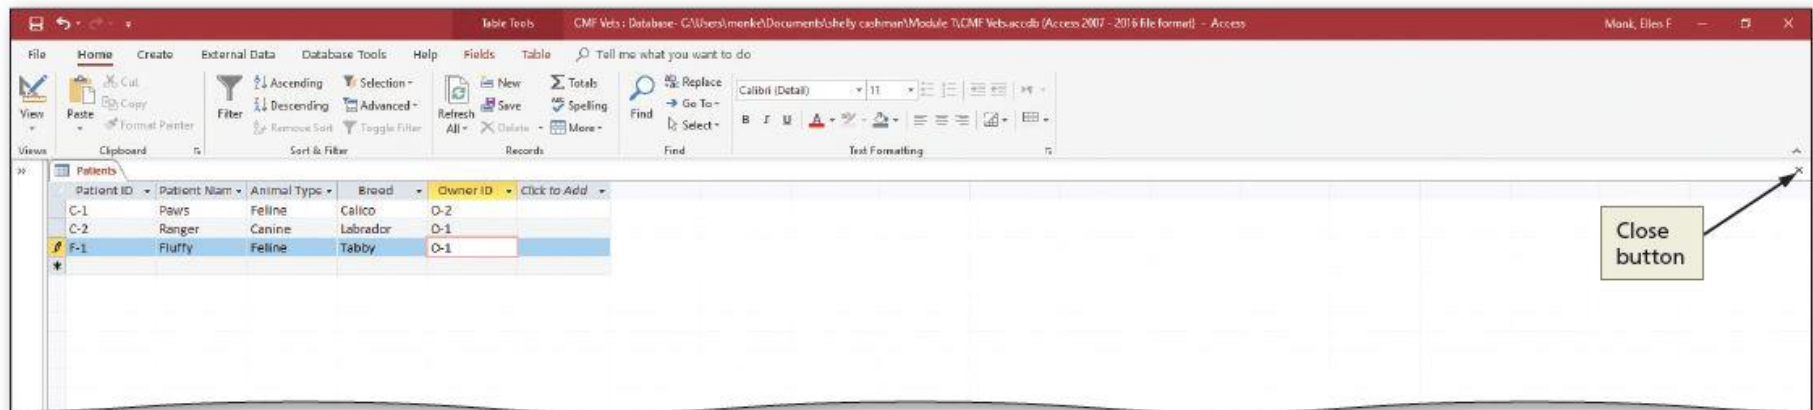 Table Tools CMF Vets : Database- C:\Users\monke\Documents\shelly cashman\Module 7\CMF Vets.accdb (Access 2007 - 2016 file format) - Access Monk, Ellen F
File Home Create External Data Database Tools Help Fields Table Tell me what you want to do
Cut Ascending Selection New Totals Replace
Calibri (Detail) 11
Copy Descending Advanced Save Spelling Go To
View Paste Format Painter Filter Remove Sort Toggle Filter Refresh All Delete More Find Select B I U A
Views Clipboard Sort & Filter Records Find Text Formatting
» Patients
Patient ID Patient Nam Animal Type Breed Owner ID Click to Add
C-1 Paws Feline Calico O-2
C-2 Ranger Canine Labrador O-1
F-1 Fluffy Feline Tabby O-1
*
Close
button